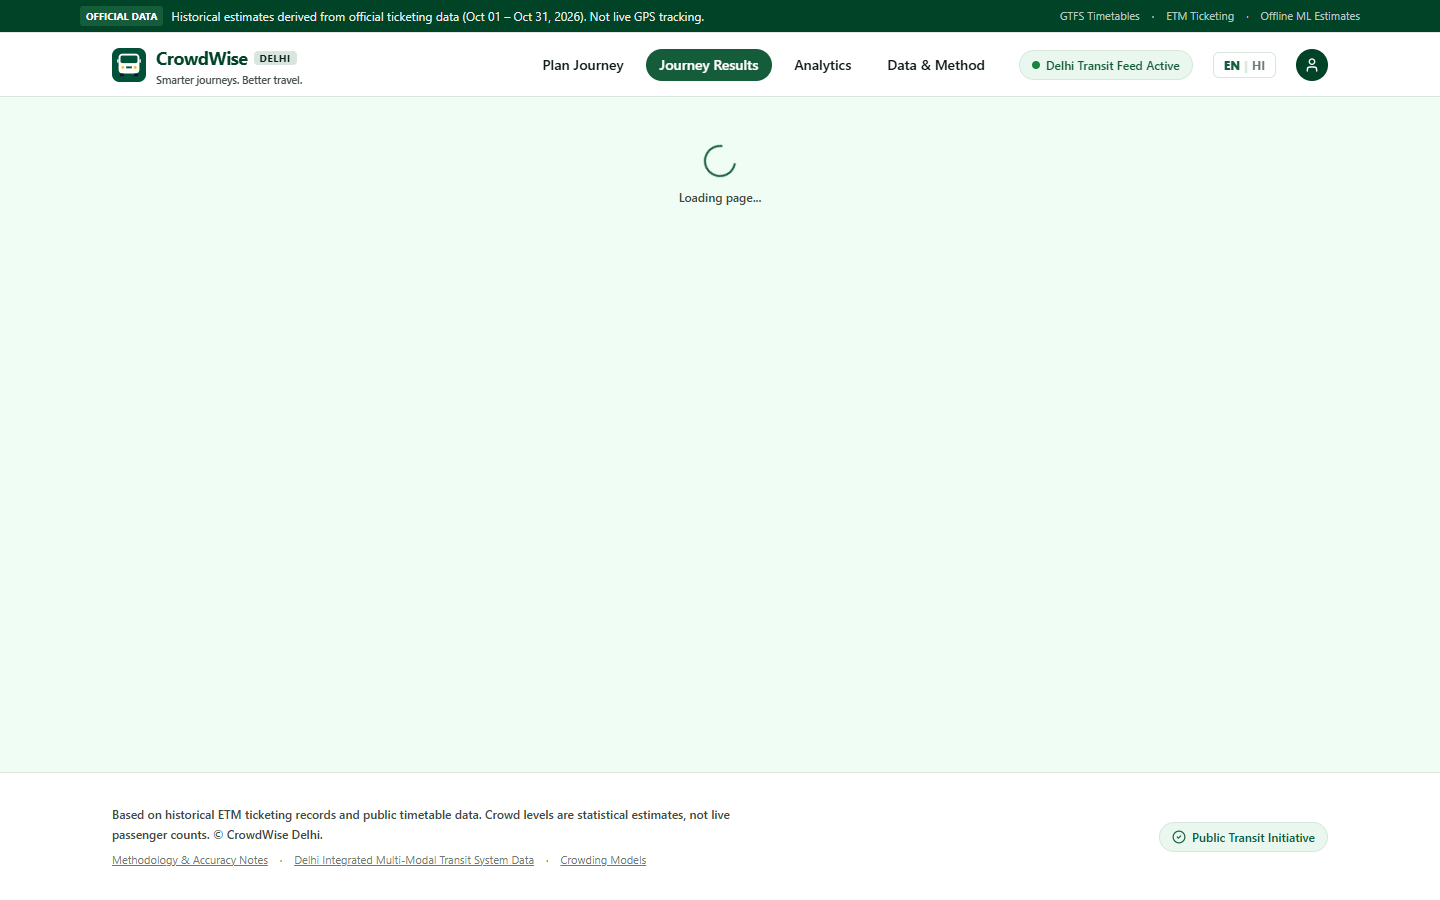 OFFICIAL DATA Historical estimates derived from official ticketing data (Oct 01 – Oct 31, 2026). Not live GPS tracking. GTFS Timetables · ETM Ticketing · Offline ML Estimates
CrowdWise DELHI
Smarter journeys. Better travel.
Plan Journey Journey Results Analytics Data & Method Delhi Transit Feed Active EN | HI
Loading page...
Based on historical ETM ticketing records and public timetable data. Crowd levels are statistical estimates, not live
passenger counts. © CrowdWise Delhi.
Methodology & Accuracy Notes · Delhi Integrated Multi-Modal Transit System Data · Crowding Models
Public Transit Initiative